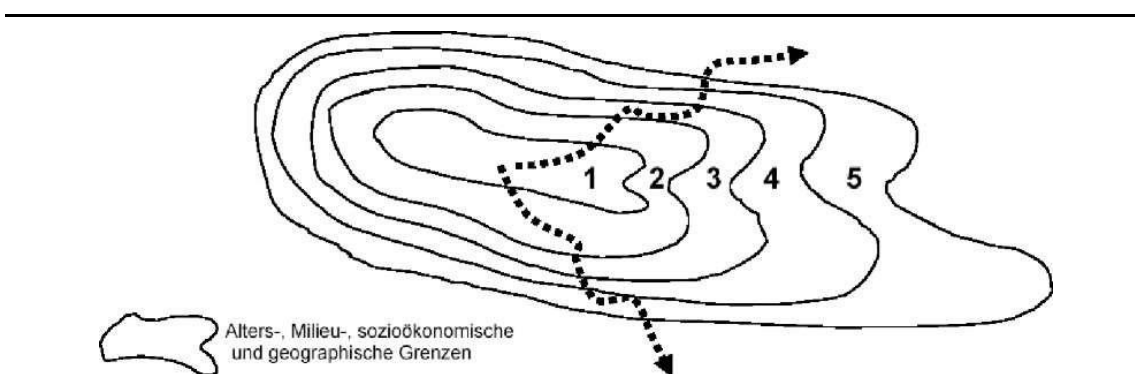 1 2 3 4 5
Alters-, Milieu-, sozioökonomische
und geographische Grenzen